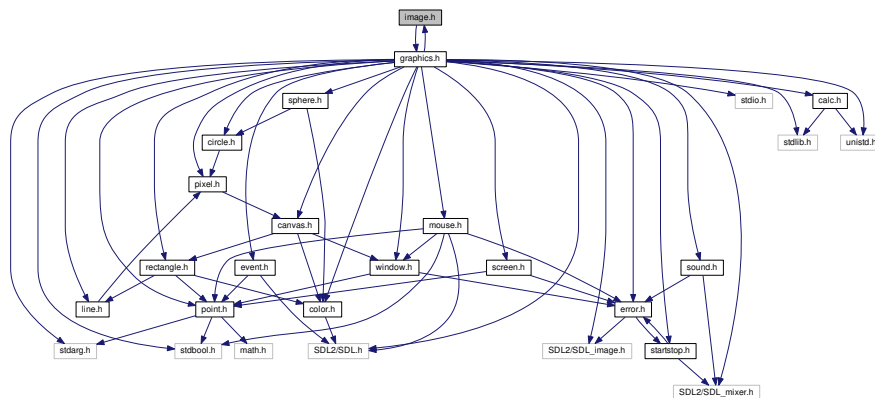 image.h
graphics.h
sphere.h
stdio.h
calc.h
circle.h
stdlib.h
unistd.h
pixel.h
canvas.h
mouse.h
rectangle.h
event.h
window.h
screen.h
sound.h
line.h
point.h
color.h
error.h
stdarg.h
stdbool.h
math.h
SDL2/SDL.h
SDL2/SDL_image.h
startstop.h
SDL2/SDL_mixer.h